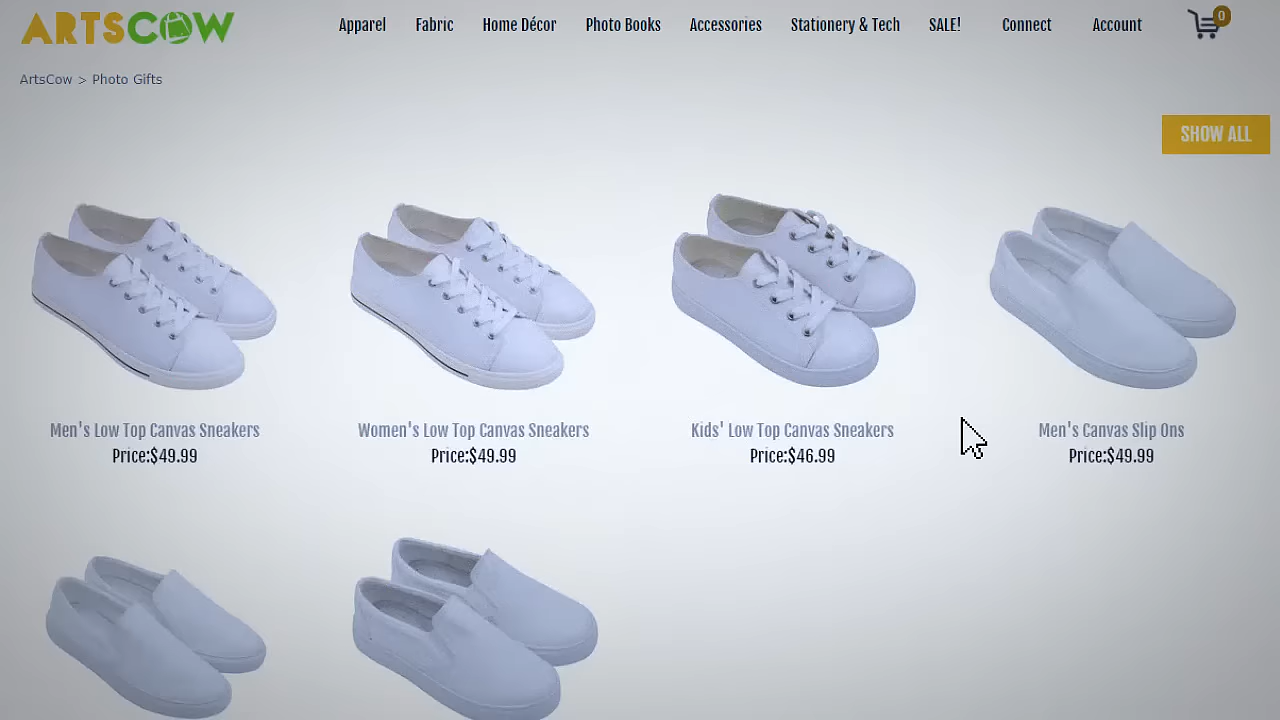 ARTSCOW
Apparel Fabric Home Décor Photo Books Accessories Stationery & Tech SALE! Connect Account 0
ArtsCow > Photo Gifts
SHOW ALL
Men's Low Top Canvas Sneakers
Price:$49.99
Women's Low Top Canvas Sneakers
Price:$49.99
Kids' Low Top Canvas Sneakers
Price:$46.99
Men's Canvas Slip Ons
Price:$49.99